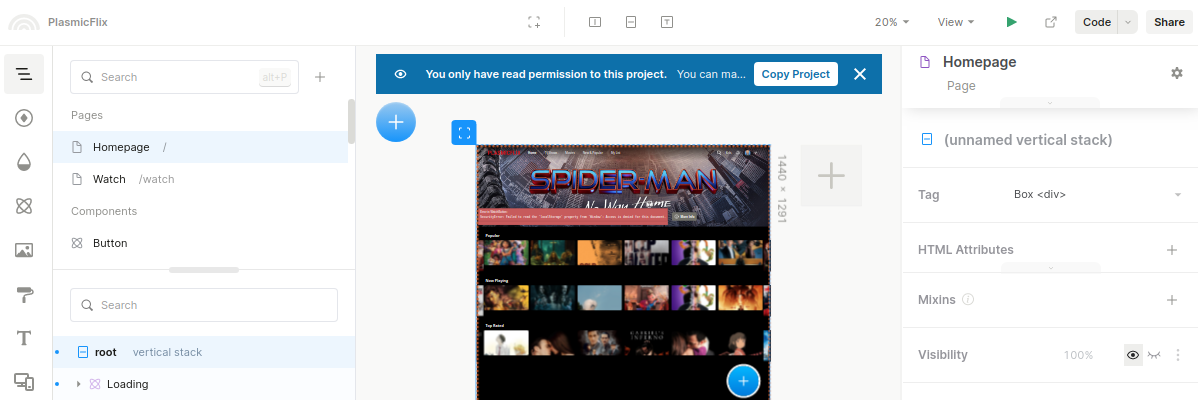 PlasmicFlix
20%
View
Code
Share
Search
alt+P
Pages
Homepage /
Watch /watch
Components
Button
Search
root vertical stack
Loading
You only have read permission to this project. You can ma...
Copy Project
SPIDER-MAN
No Way Home
Popular
Now Playing
Top Rated
1440 × 1291
Homepage
Page
(unnamed vertical stack)
Tag Box <div>
HTML Attributes
Mixins
Visibility 100%